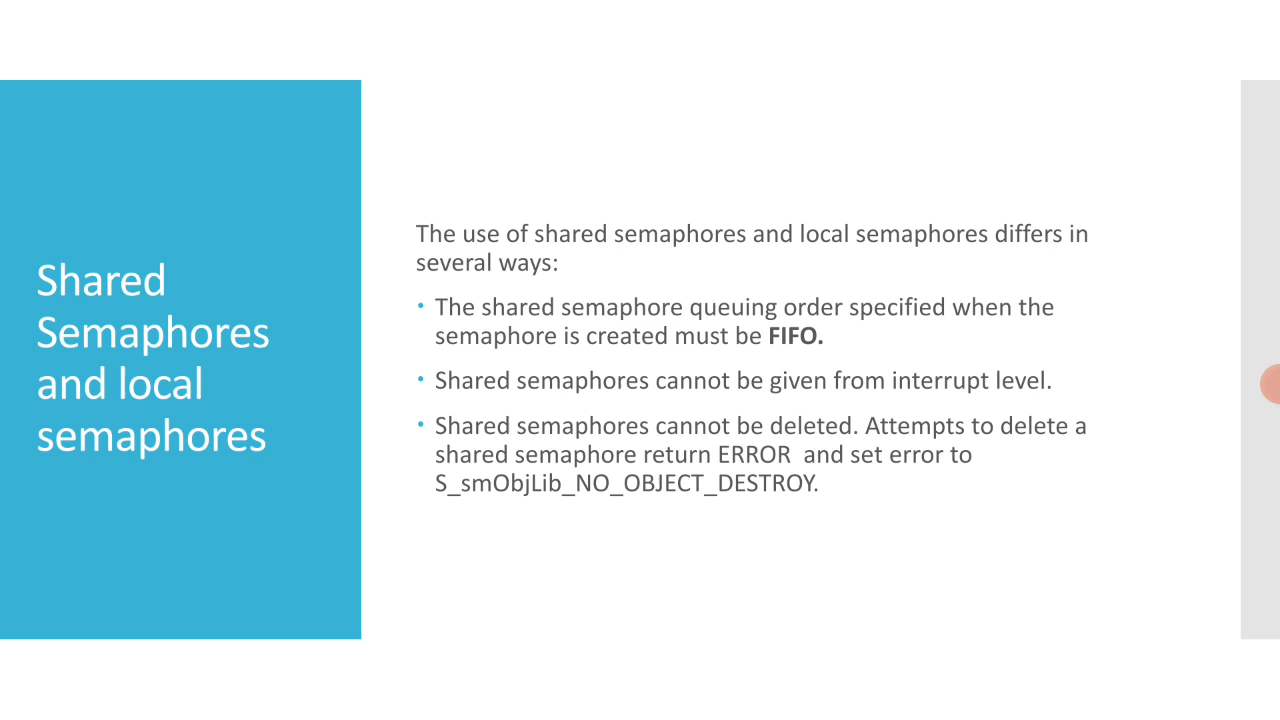 Shared
Semaphores
and local
semaphores
The use of shared semaphores and local semaphores differs in
several ways:
• The shared semaphore queuing order specified when the
semaphore is created must be FIFO.
• Shared semaphores cannot be given from interrupt level.
• Shared semaphores cannot be deleted. Attempts to delete a
shared semaphore return ERROR  and set error to
S_smObjLib_NO_OBJECT_DESTROY.